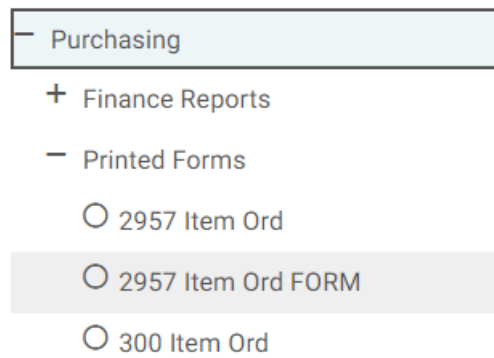 Purchasing
Finance Reports
Printed Forms
2957 Item Ord
2957 Item Ord FORM
300 Item Ord